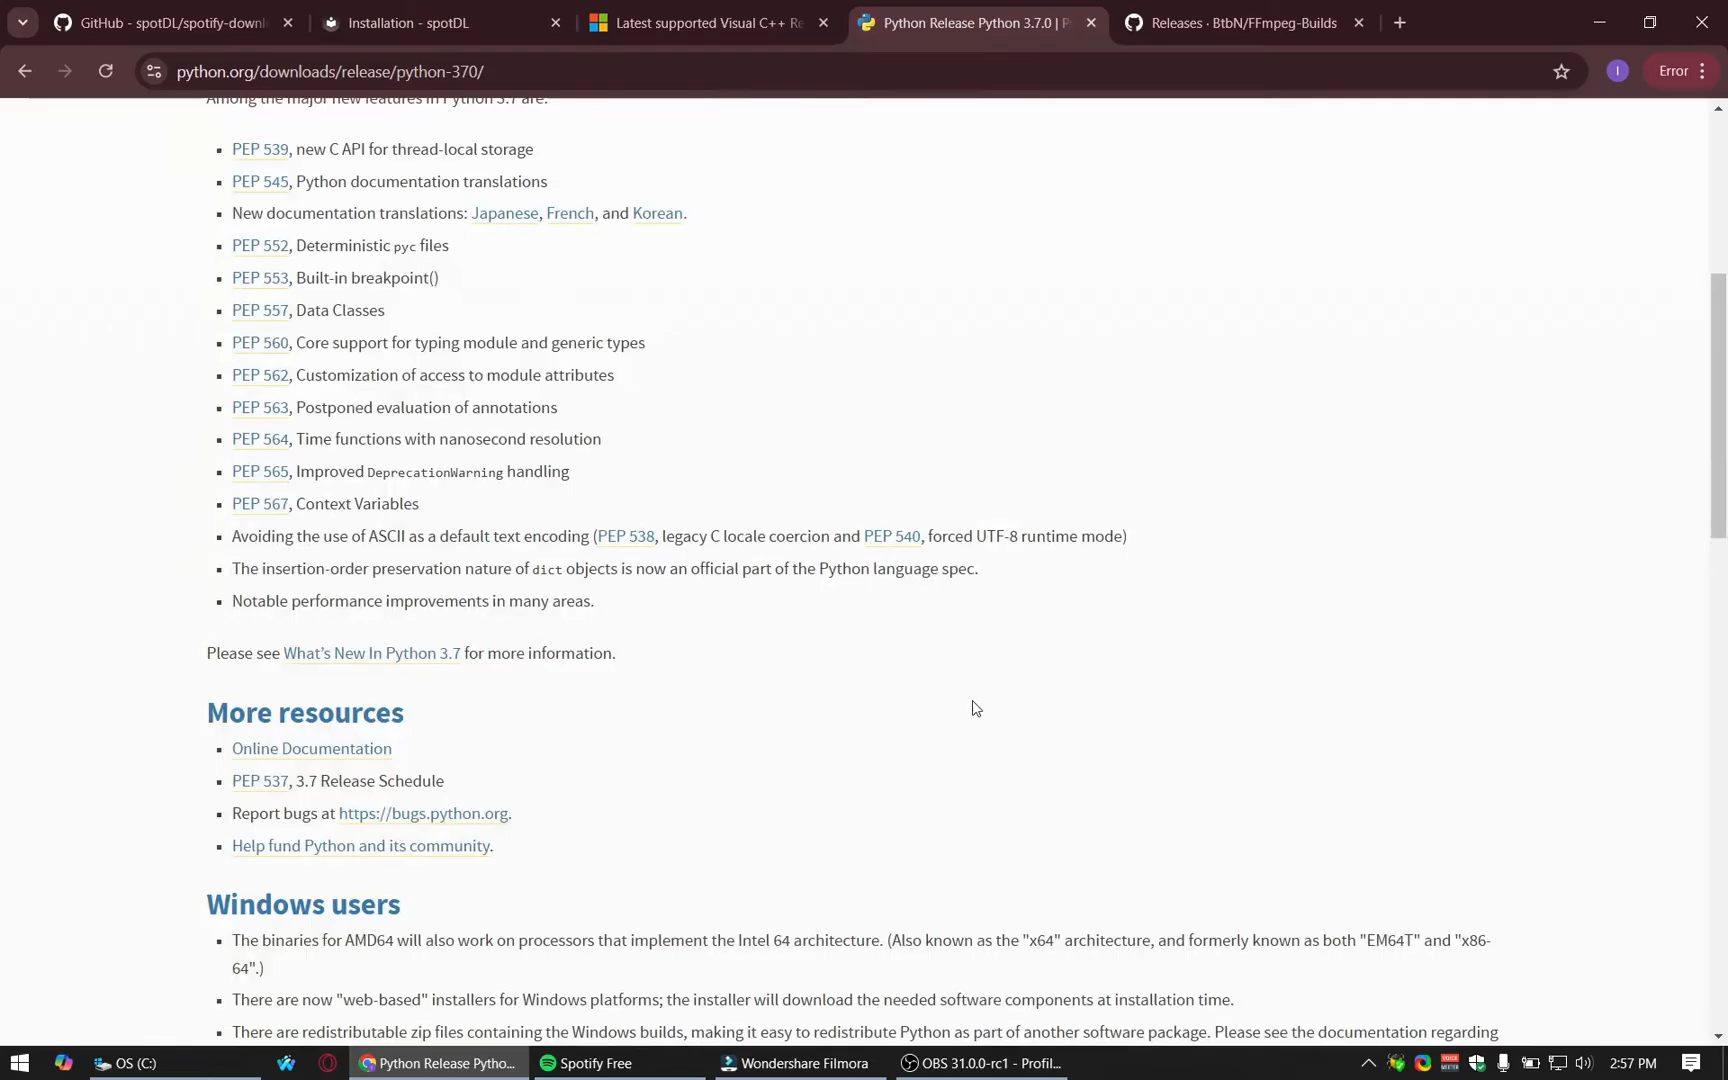 GitHub - spotDL/spotify-downl
Installation - spotDL
Latest supported Visual C++ Re
Python Release Python 3.7.0 | P
Releases · BtbN/FFmpeg-Builds
python.org/downloads/release/python-370/
I
Error
Among the major new features in Python 3.7 are:
PEP 539, new C API for thread-local storage
PEP 545, Python documentation translations
New documentation translations: Japanese, French, and Korean.
PEP 552, Deterministic pyc files
PEP 553, Built-in breakpoint()
PEP 557, Data Classes
PEP 560, Core support for typing module and generic types
PEP 562, Customization of access to module attributes
PEP 563, Postponed evaluation of annotations
PEP 564, Time functions with nanosecond resolution
PEP 565, Improved DeprecationWarning handling
PEP 567, Context Variables
Avoiding the use of ASCII as a default text encoding (PEP 538, legacy C locale coercion and PEP 540, forced UTF-8 runtime mode)
The insertion-order preservation nature of dict objects is now an official part of the Python language spec.
Notable performance improvements in many areas.
Please see What's New In Python 3.7 for more information.
More resources
Online Documentation
PEP 537, 3.7 Release Schedule
Report bugs at https://bugs.python.org.
Help fund Python and its community.
Windows users
The binaries for AMD64 will also work on processors that implement the Intel 64 architecture. (Also known as the "x64" architecture, and formerly known as both "EM64T" and "x86-
64".)
There are now "web-based" installers for Windows platforms; the installer will download the needed software components at installation time.
There are redistributable zip files containing the Windows builds, making it easy to redistribute Python as part of another software package. Please see the documentation regarding
OS (C:)
Python Release Pytho...
Spotify Free
Wondershare Filmora
OBS 31.0.0-rc1 - Profil...
2:57 PM